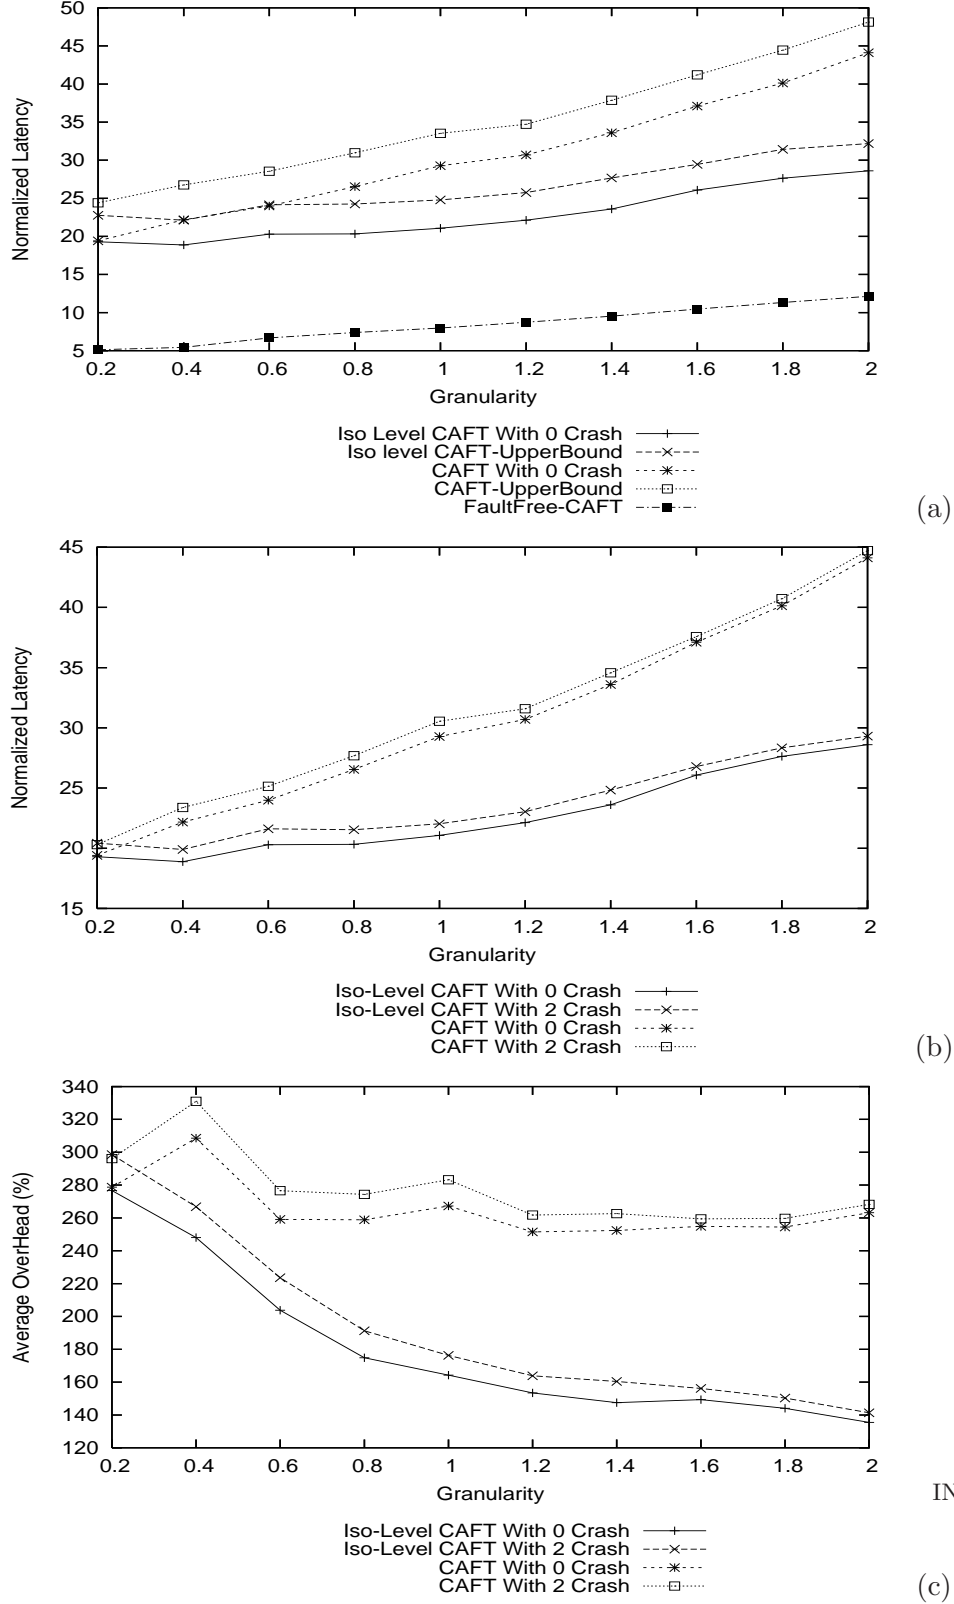 50
45
40
35
30
25
20
15
10
5
Normalized Latency
0.2 0.4 0.6 0.8 1 1.2 1.4 1.6 1.8 2
Granularity
Iso Level CAFT With 0 Crash
Iso level CAFT-UpperBound
CAFT With 0 Crash
CAFT-UpperBound
FaultFree-CAFT
(a)
45
40
35
30
25
20
15
Normalized Latency
0.2 0.4 0.6 0.8 1 1.2 1.4 1.6 1.8 2
Granularity
Iso-Level CAFT With 0 Crash
Iso-Level CAFT With 2 Crash
CAFT With 0 Crash
CAFT With 2 Crash
(b)
340
320
300
280
260
240
220
200
180
160
140
120
Average OverHead (%)
0.2 0.4 0.6 0.8 1 1.2 1.4 1.6 1.8 2
Granularity
IN
Iso-Level CAFT With 0 Crash
Iso-Level CAFT With 2 Crash
CAFT With 0 Crash
CAFT With 2 Crash
(c)